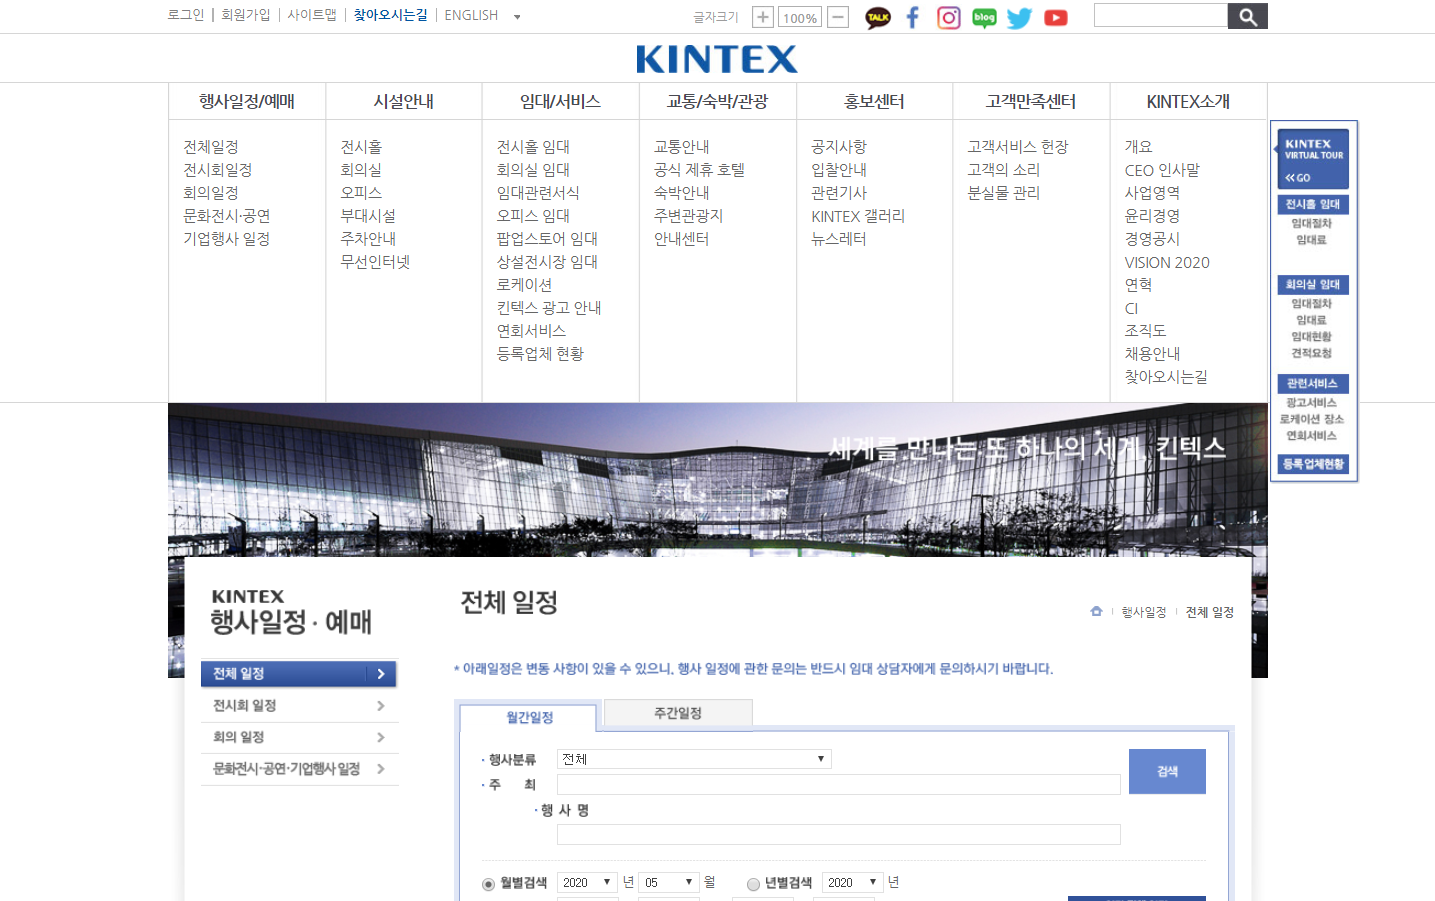 로그인 회원가입 사이트맵 찾아오시는길 ENGLISH 글자크기 100% TALK blog
KINTEX
행사일정/예매 시설안내 임대/서비스 교통/숙박/관광 홍보센터 고객만족센터 KINTEX소개
전체일정
전시회일정
회의일정
문화전시·공연
기업행사 일정
전시홀
회의실
오피스
부대시설
주차안내
무선인터넷
전시홀 임대
회의실 임대
임대관련서식
오피스 임대
팝업스토어 임대
상설전시장 임대
로케이션
킨텍스 광고 안내
연회서비스
등록업체 현황
교통안내
공식 제휴 호텔
숙박안내
주변관광지
안내센터
공지사항
입찰안내
관련기사
KINTEX 갤러리
뉴스레터
고객서비스 헌장
고객의 소리
분실물 관리
개요
CEO 인사말
사업영역
윤리경영
경영공시
VISION 2020
연혁
CI
조직도
채용안내
찾아오시는길
KINTEX
VIRTUAL TOUR
GO
전시홀 임대
임대절차
임대료
회의실 임대
임대절차
임대료
임대현황
견적요청
관련서비스
광고서비스
로케이션 장소
연회서비스
등록업체현황
세계를 만나는 또 하나의 세계, 킨텍스
KINTEX
행사일정 · 예매
전체 일정
전시회 일정
회의 일정
문화전시·공연·기업행사 일정
전체 일정
행사일정 전체 일정
* 아래일정은 변동 사항이 있을 수 있으니, 행사 일정에 관한 문의는 반드시 임대 상담자에게 문의하시기 바랍니다.
월간일정 주간일정
· 행사분류 전체
· 주 최
검색
· 행 사 명
월별검색 2020 년 05 월 년별검색 2020 년